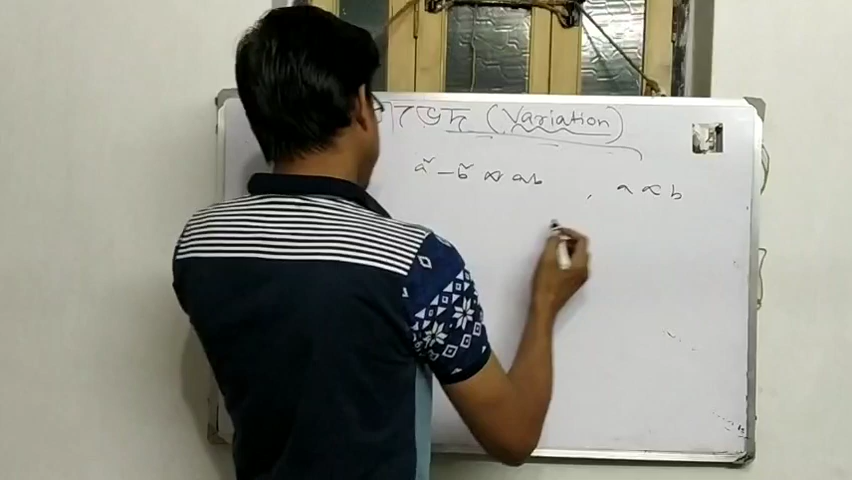 ভেদ (Variation)
a² – b² ∝ ab , a ∝ b